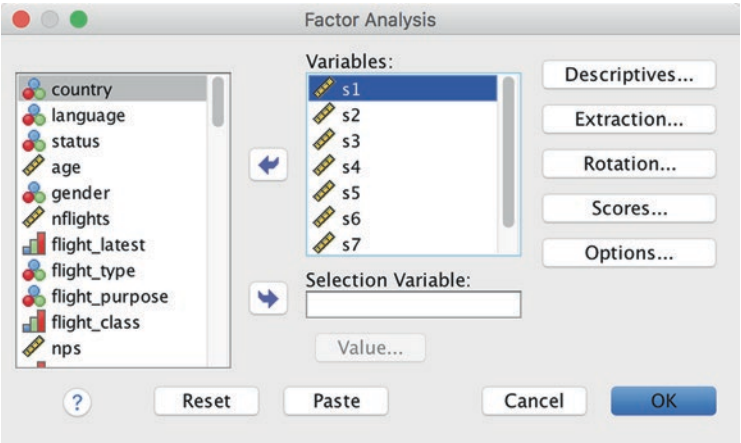 Factor Analysis
country
language
status
age
gender
nflights
flight_latest
flight_type
flight_purpose
flight_class
nps
Variables:
s1
s2
s3
s4
s5
s6
s7
Selection Variable:
Value...
Descriptives...
Extraction...
Rotation...
Scores...
Options...
?
Reset
Paste
Cancel
OK